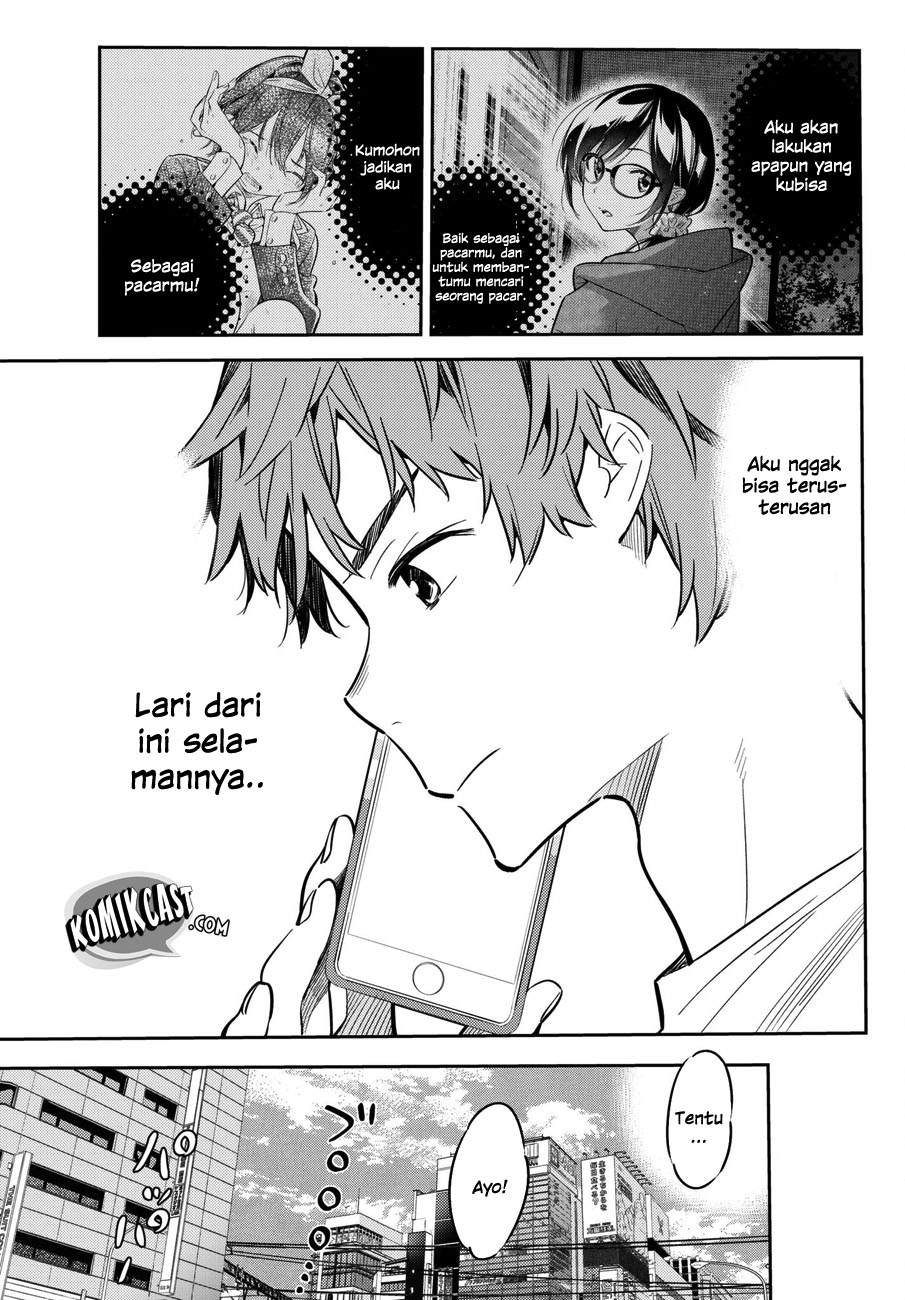 Aku akan
lakukan
apapun yang
kubisa
Baik sebagai
pacarmu, dan
untuk memban-
tumu mencari
seorang pacar.
Kumohon
jadikan
aku
Sebagai
pacarmu!
Aku nggak
bisa terus-
terusan
Lari dari
ini sela-
mannya..
KOMIKCAST
.COM
Tentu
...
Ayo!